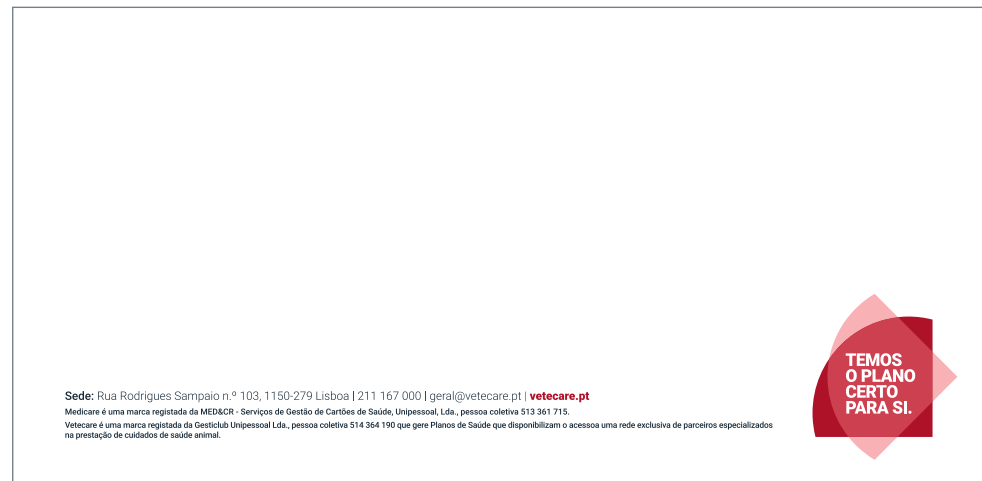 Sede: Rua Rodrigues Sampaio n.º 103, 1150-279 Lisboa | 211 167 000 | geral@vetecare.pt | vetecare.pt
Medicare é uma marca registada da MED&CR - Serviços de Gestão de Cartões de Saúde, Unipessoal, Lda., pessoa coletiva 513 361 715.
Vetecare é uma marca registada da Gesticlub Unipessoal Lda., pessoa coletiva 514 364 190 que gere Planos de Saúde que disponibilizam o acessoa uma rede exclusiva de parceiros especializados
na prestação de cuidados de saúde animal.
TEMOS
O PLANO
CERTO
PARA SI.